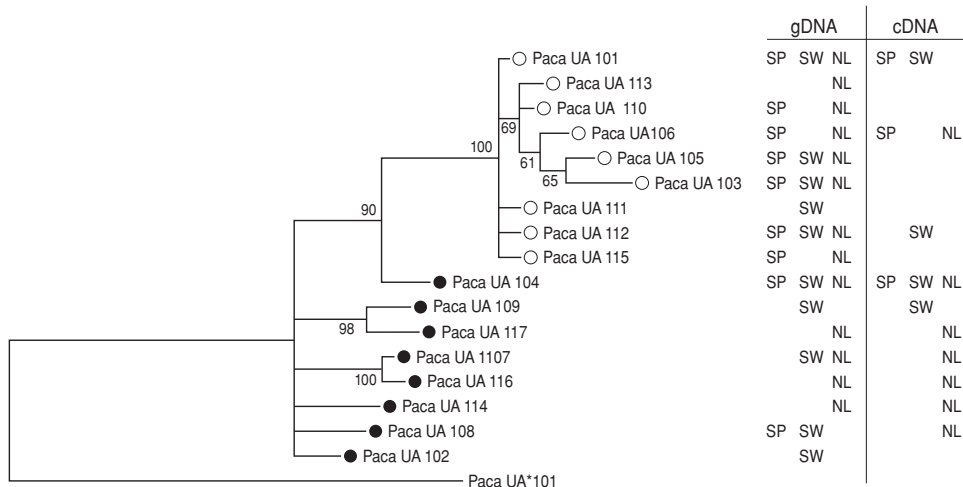 gDNA cDNA
Paca UA 101 SP SW NL SP SW
Paca UA 113 NL
Paca UA 110 SP NL
69
Paca UA106 SP NL SP NL
100
Paca UA 105 SP SW NL
61
65 Paca UA 103 SP SW NL
90 Paca UA 111 SW
Paca UA 112 SP SW NL SW
Paca UA 115 SP NL
Paca UA 104 SP SW NL SP SW NL
Paca UA 109 SW SW
98 Paca UA 117 NL NL
Paca UA 1107 SW NL NL
100 Paca UA 116 NL NL
Paca UA 114 NL NL
Paca UA 108 SP SW NL
Paca UA 102 SW
Paca UA*101